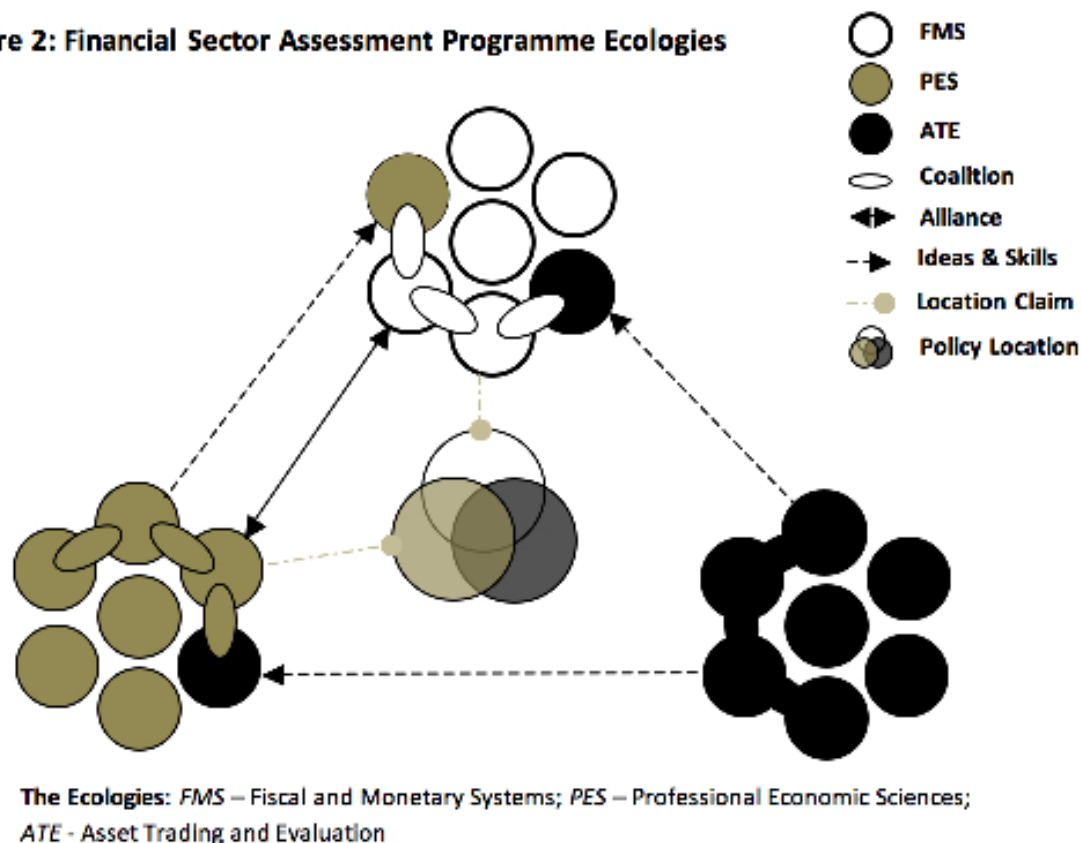 re 2: Financial Sector Assessment Programme Ecologies
FMS
PES
ATE
Coalition
Alliance
Ideas & Skills
Location Claim
Policy Location
The Ecologies: FMS – Fiscal and Monetary Systems; PES – Professional Economic Sciences;
ATE - Asset Trading and Evaluation